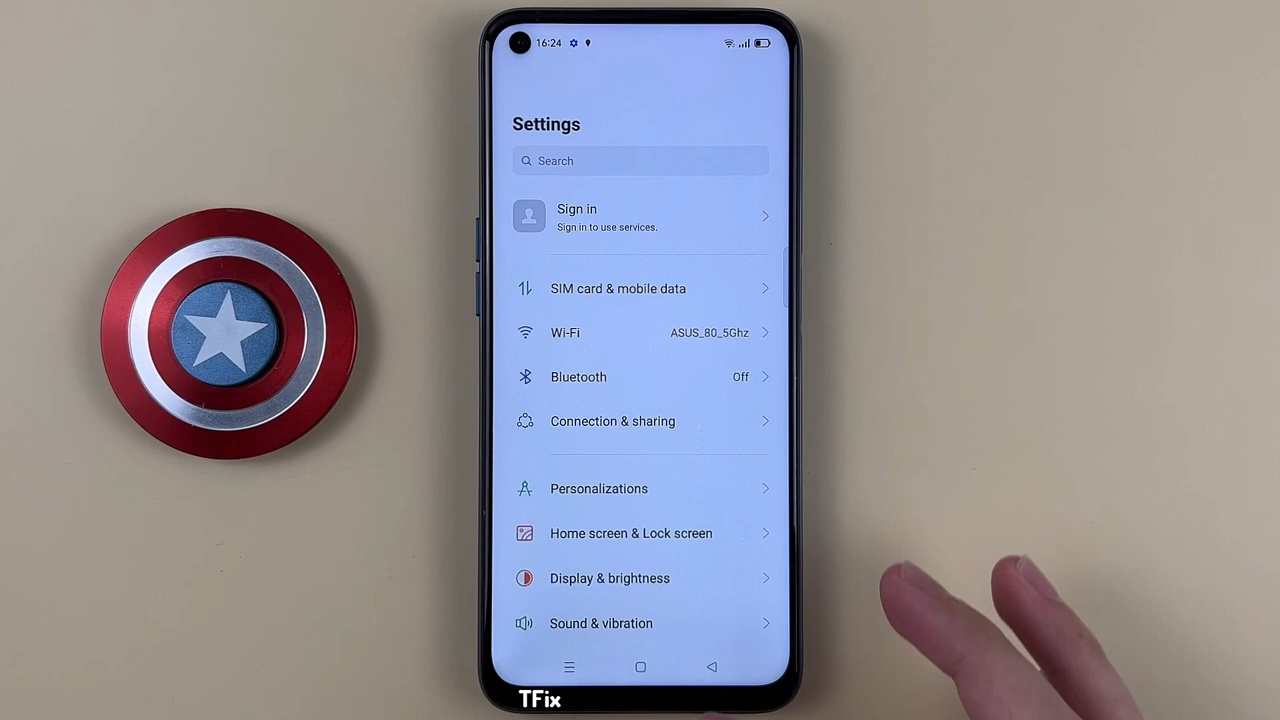 16:24
Settings
Search
Sign in
Sign in to use services.
SIM card & mobile data
Wi-Fi ASUS_80_5Ghz
Bluetooth Off
Connection & sharing
Personalizations
Home screen & Lock screen
Display & brightness
Sound & vibration
TFix